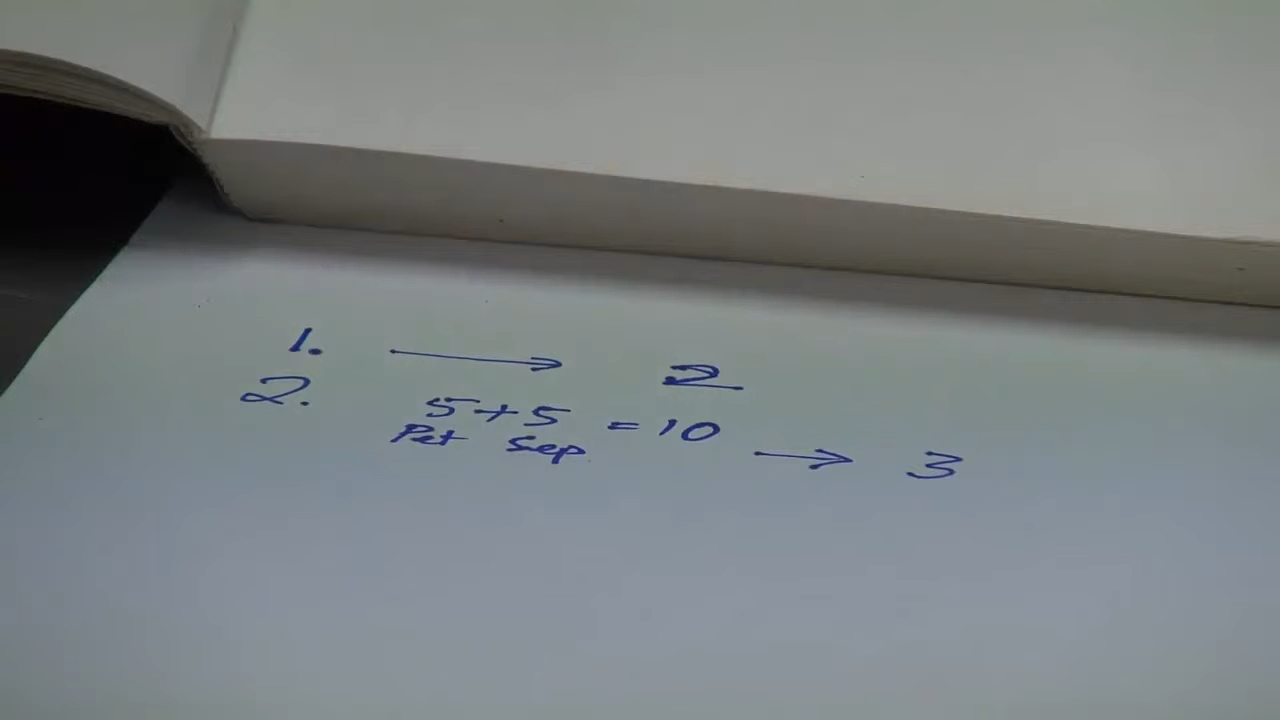 1. → 2
2. 5+5 = 10 → 3
Pet Sep